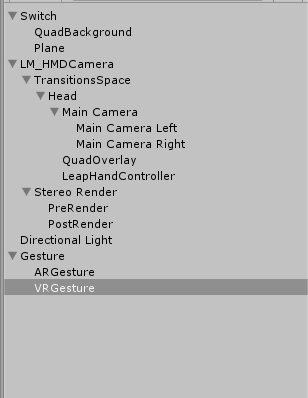 Switch
QuadBackground
Plane
LM_HMDCamera
TransitionsSpace
Head
Main Camera
Main Camera Left
Main Camera Right
QuadOverlay
LeapHandController
Stereo Render
PreRender
PostRender
Directional Light
Gesture
ARGesture
VRGesture